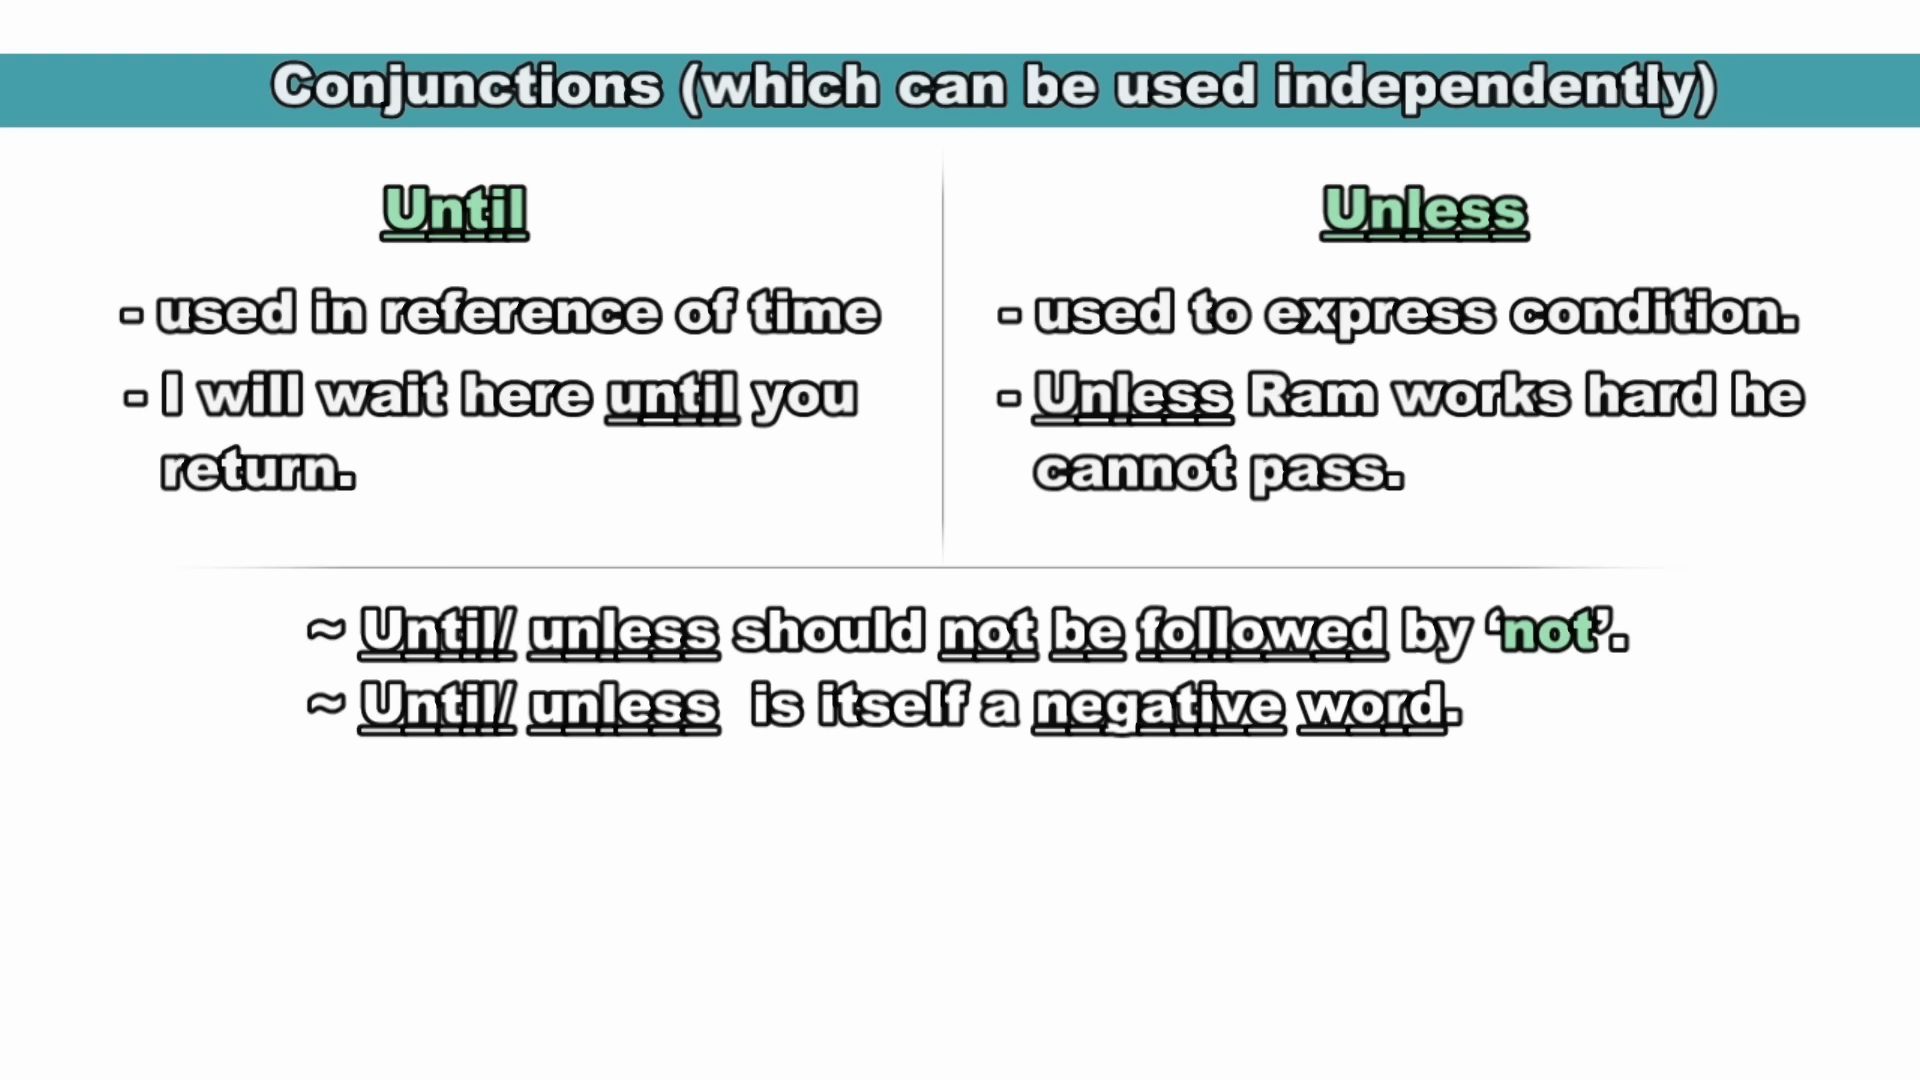 Conjunctions (which can be used independently)
Until
- used in reference of time
- I will wait here until you
return.
Unless
- used to express condition.
- Unless Ram works hard he
cannot pass.
~ Until/ unless should not be followed by ‘not’.
~ Until/ unless is itself a negative word.